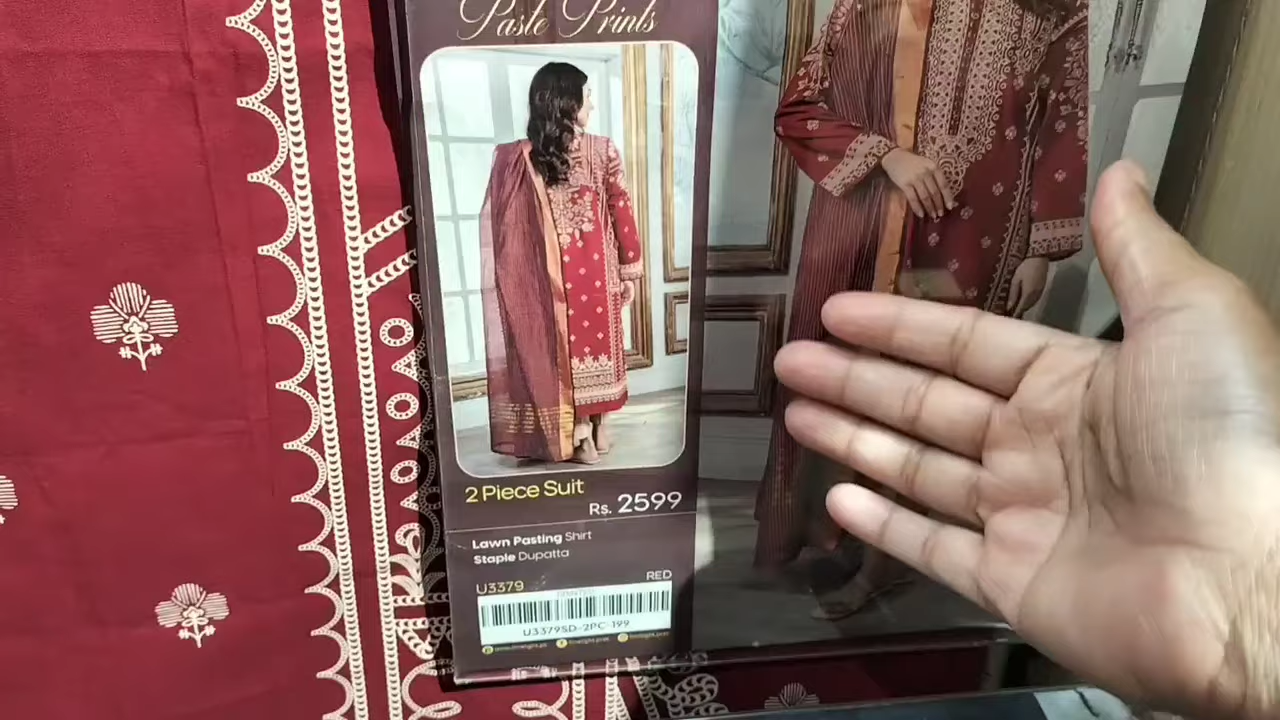 Paste Prints
2 Piece Suit
Rs. 2599
Lawn Pasting Shirt
Staple Dupatta
U3379
RED
U3379SD-2PC-199